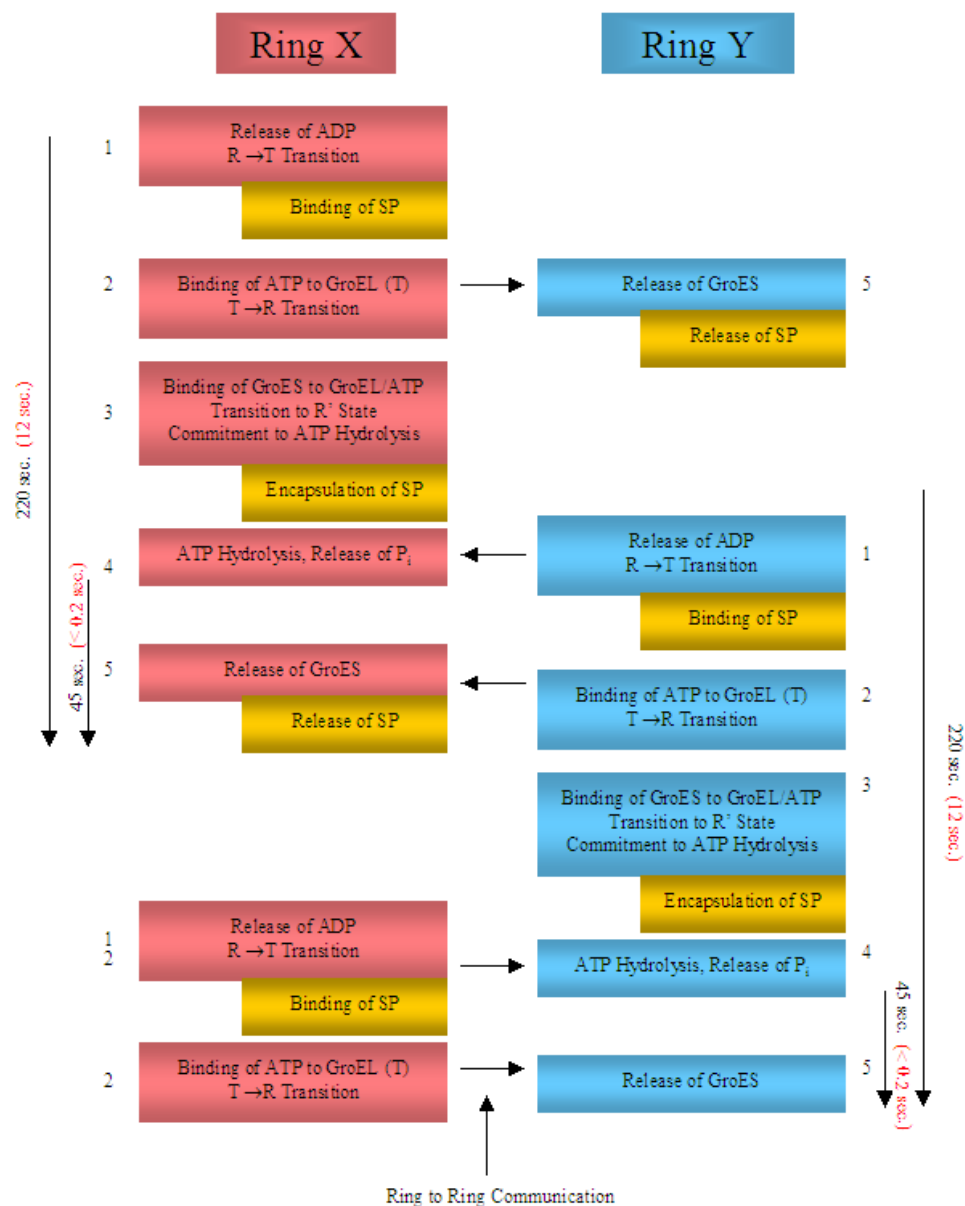 Ring X
Ring Y
1
Release of ADP
R →T Transition
Binding of SP
2
Binding of ATP to GroEL (T)
T →R Transition
Release of GroES
5
Release of SP
3
Binding of GroES to GroEL/ATP
Transition to R' State
Commitment to ATP Hydrolysis
Encapsulation of SP
220 sec. (12 sec.)
4
ATP Hydrolysis, Release of Pi
Release of ADP
R →T Transition
1
Binding of SP
45 sec. (< 0.2 sec.)
5
Release of GroES
Release of SP
Binding of ATP to GroEL (T)
T →R Transition
2
Binding of GroES to GroEL/ATP
Transition to R' State
Commitment to ATP Hydrolysis
3
Encapsulation of SP
220 sec. (12 sec.)
1
2
Release of ADP
R →T Transition
Binding of SP
ATP Hydrolysis, Release of Pi
4
45 sec. (< 0.2 sec.)
2
Binding of ATP to GroEL (T)
T →R Transition
Release of GroES
5
Ring to Ring Communication